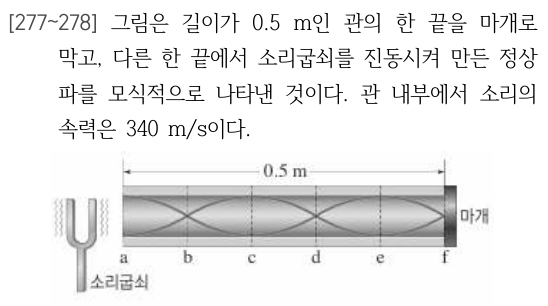 [277~278] 그림은 길이가 0.5 m인 관의 한 끝을 마개로
막고, 다른 한 끝에서 소리굽쇠를 진동시켜 만든 정상
파를 모식적으로 나타낸 것이다. 관 내부에서 소리의
속력은 340 m/s이다.
0.5 m
마개
a b c d e f
소리굽쇠